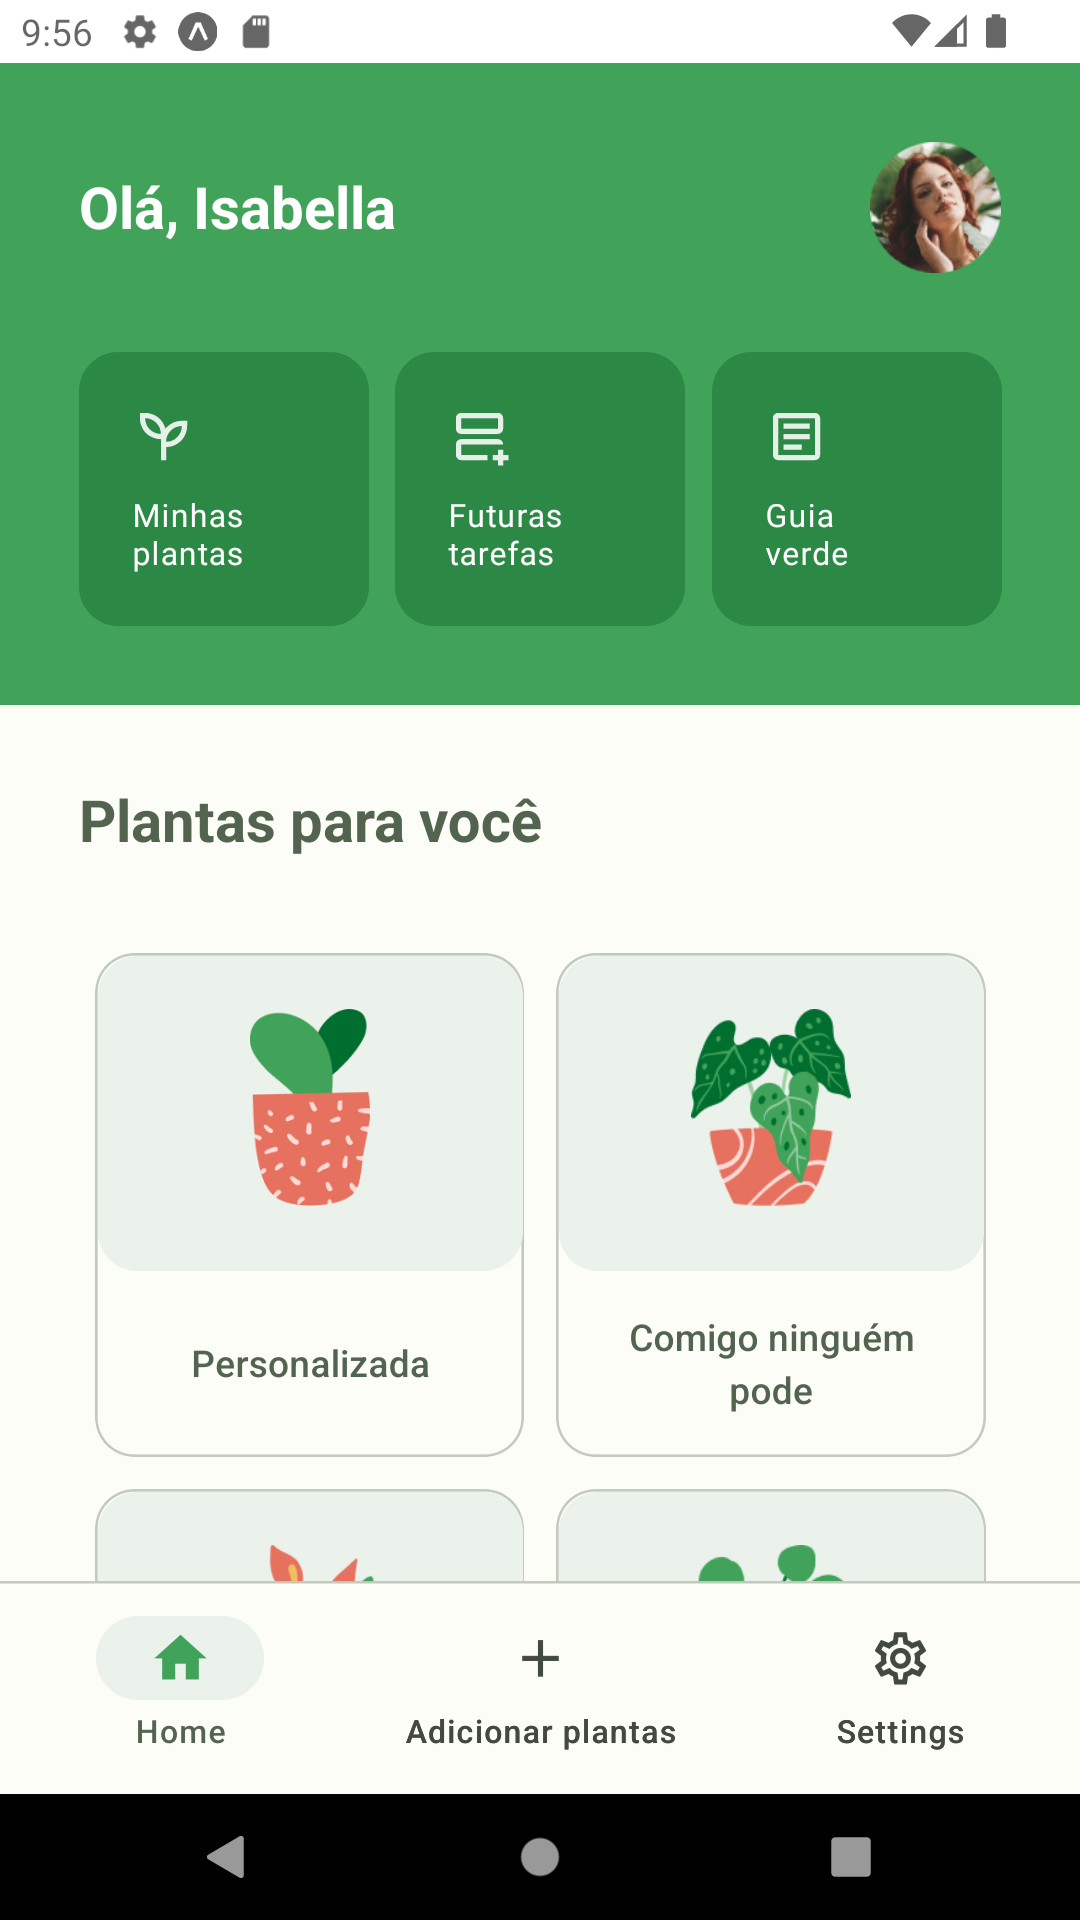 9:56
Olá, Isabella
Minhas
plantas
Futuras
tarefas
Guia
verde
Plantas para você
Personalizada
Comigo ninguém
pode
Home
Adicionar plantas
Settings